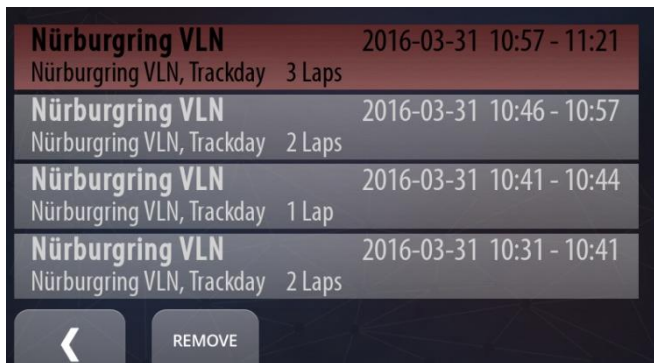 Nürburgring VLN 2016-03-31 10:57 - 11:21
Nürburgring VLN, Trackday 3 Laps
Nürburgring VLN 2016-03-31 10:46 - 10:57
Nürburgring VLN, Trackday 2 Laps
Nürburgring VLN 2016-03-31 10:41 - 10:44
Nürburgring VLN, Trackday 1 Lap
Nürburgring VLN 2016-03-31 10:31 - 10:41
Nürburgring VLN, Trackday 2 Laps
REMOVE